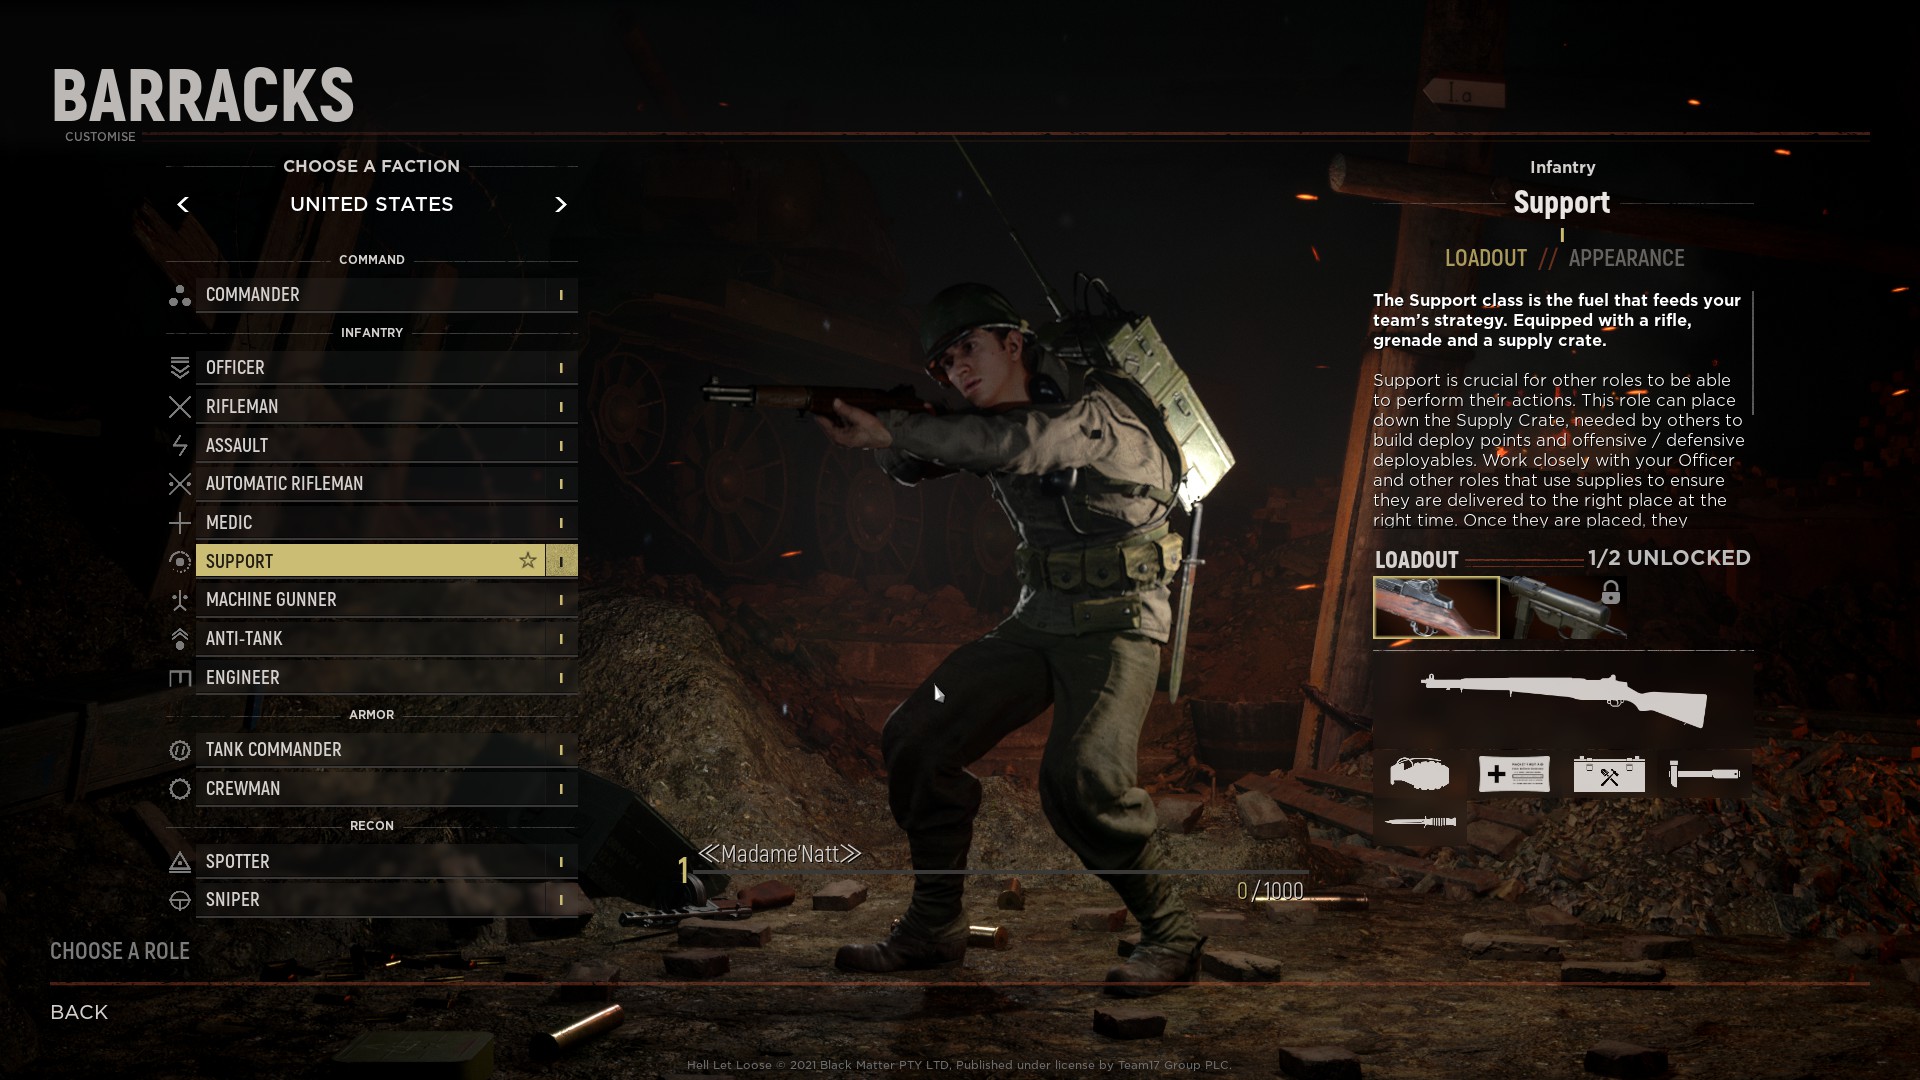 BARRACKS
CUSTOMISE
CHOOSE A FACTION
UNITED STATES
COMMAND
COMMANDER I
INFANTRY
OFFICER I
RIFLEMAN I
ASSAULT I
AUTOMATIC RIFLEMAN I
MEDIC I
SUPPORT I
MACHINE GUNNER I
ANTI-TANK I
ENGINEER I
ARMOR
TANK COMMANDER I
CREWMAN I
RECON
SPOTTER I
SNIPER I
CHOOSE A ROLE
BACK
1 ≪Madame'Natt≫
0/1000
Infantry
Support
I
LOADOUT // APPEARANCE
The Support class is the fuel that feeds your
team's strategy. Equipped with a rifle,
grenade and a supply crate.
Support is crucial for other roles to be able
to perform their actions. This role can place
down the Supply Crate, needed by others to
build deploy points and offensive / defensive
deployables. Work closely with your Officer
and other roles that use supplies to ensure
they are delivered to the right place at the
right time. Once they are placed, they
LOADOUT 1/2 UNLOCKED
Hell Let Loose © 2021 Black Matter PTY LTD, Published under license by Team17 Group PLC.